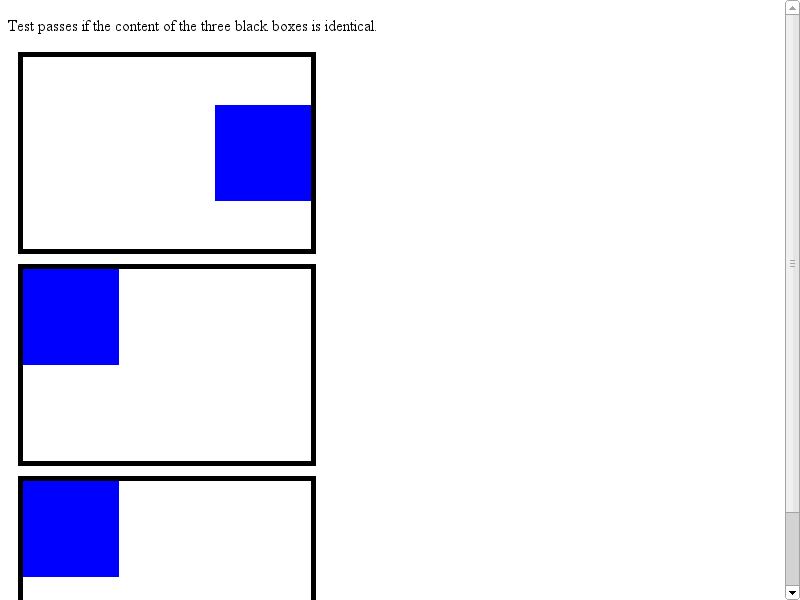 Test passes if the content of the three black boxes is identical.